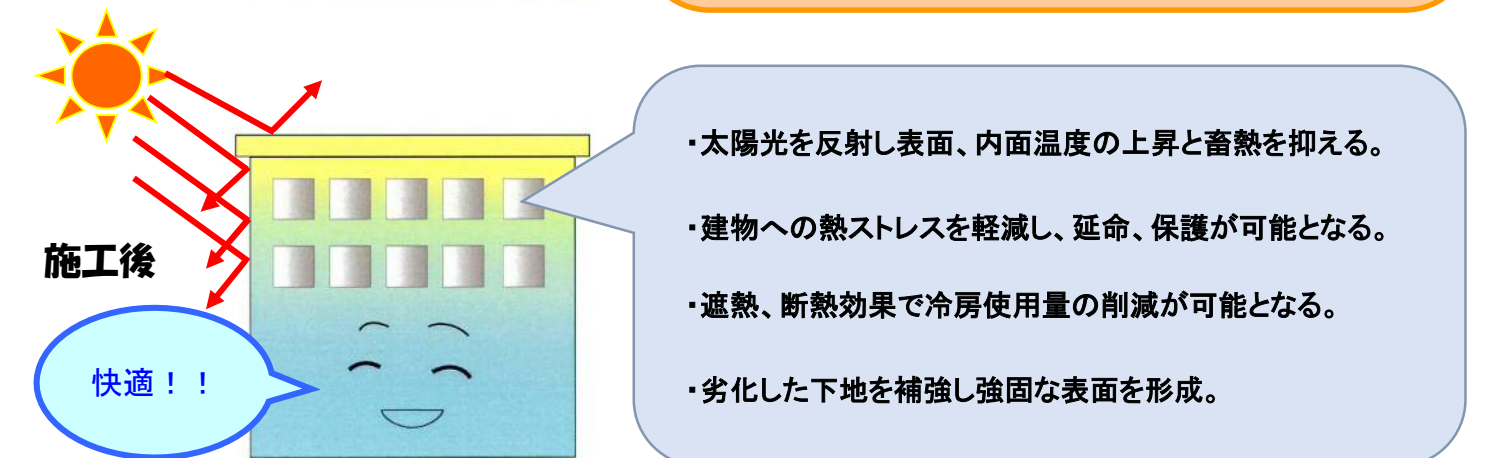 ・太陽光を反射し表面、内面温度の上昇と畜熱を抑える。
・建物への熱ストレスを軽減し、延命、保護が可能となる。
施工後
・遮熱、断熱効果で冷房使用量の削減が可能となる。
快適！！
・劣化した下地を補強し強固な表面を形成。